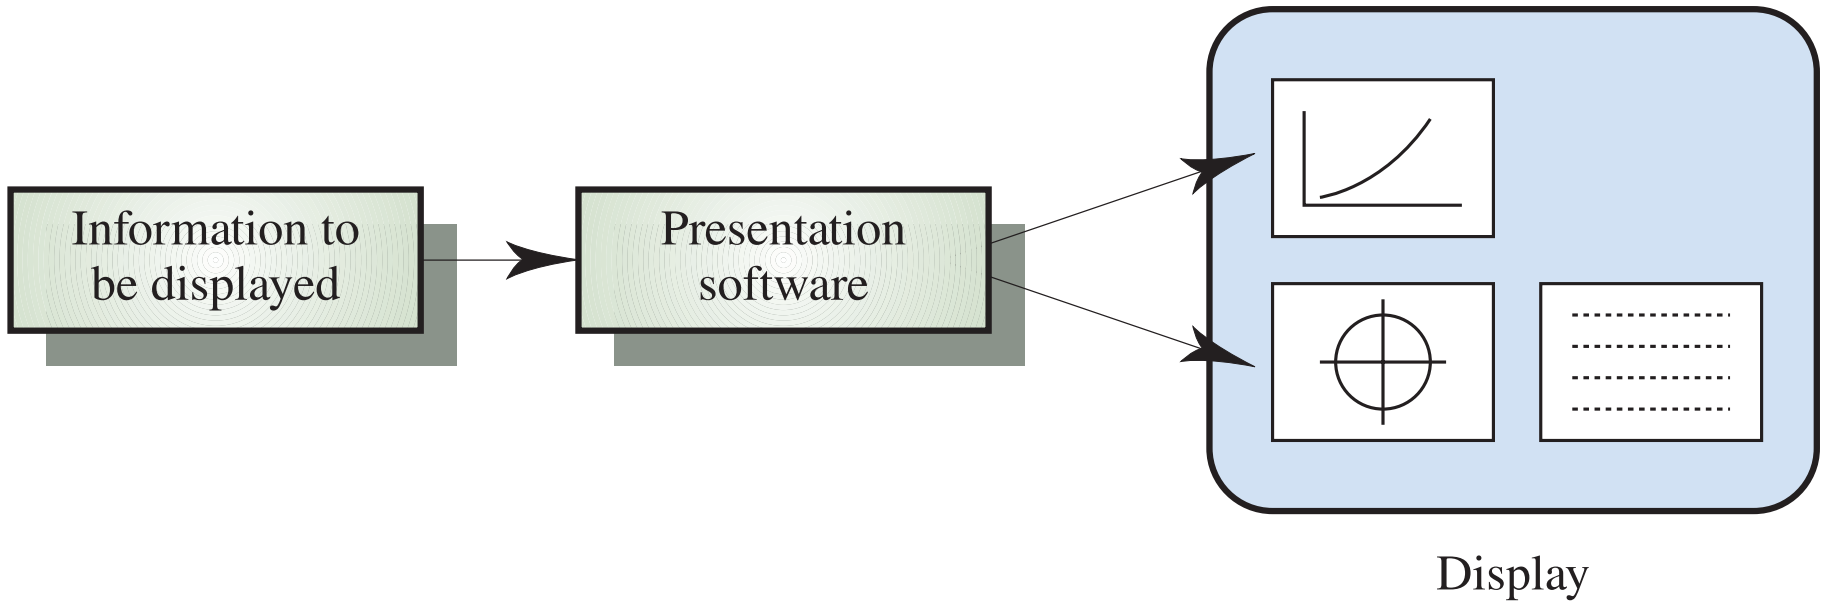 Information to
be displayed
Presentation
software
Display